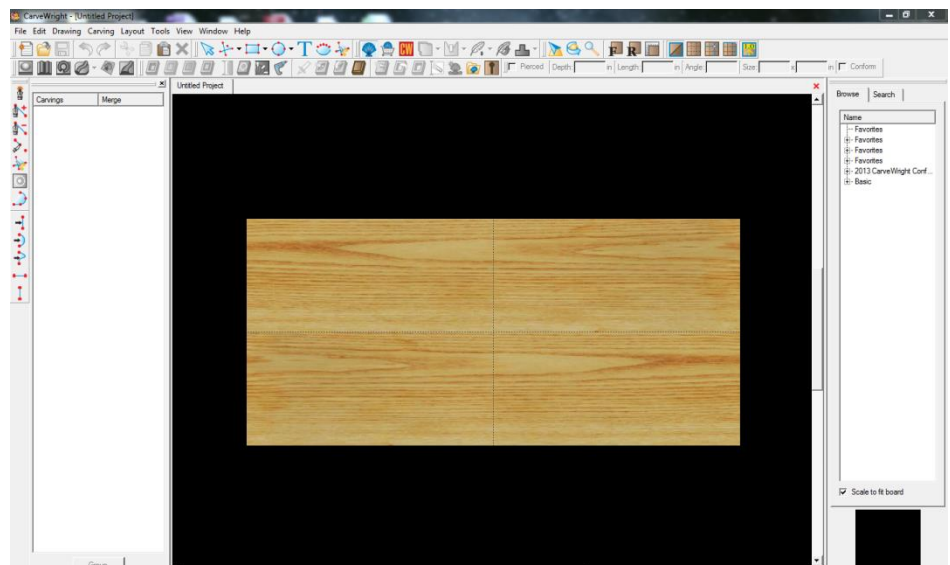 CarveWright - [Untitled Project]
File Edit Drawing Carving Layout Tools View Window Help
T CW F R
Pierced Depth: in Length: in Angle: Size x in Conform
Carvings Merge
Untitled Project
Browse Search
Name
Favorites
Favorites
Favorites
Favorites
2013 CarveWright Conf ...
Basic
Scale to fit board